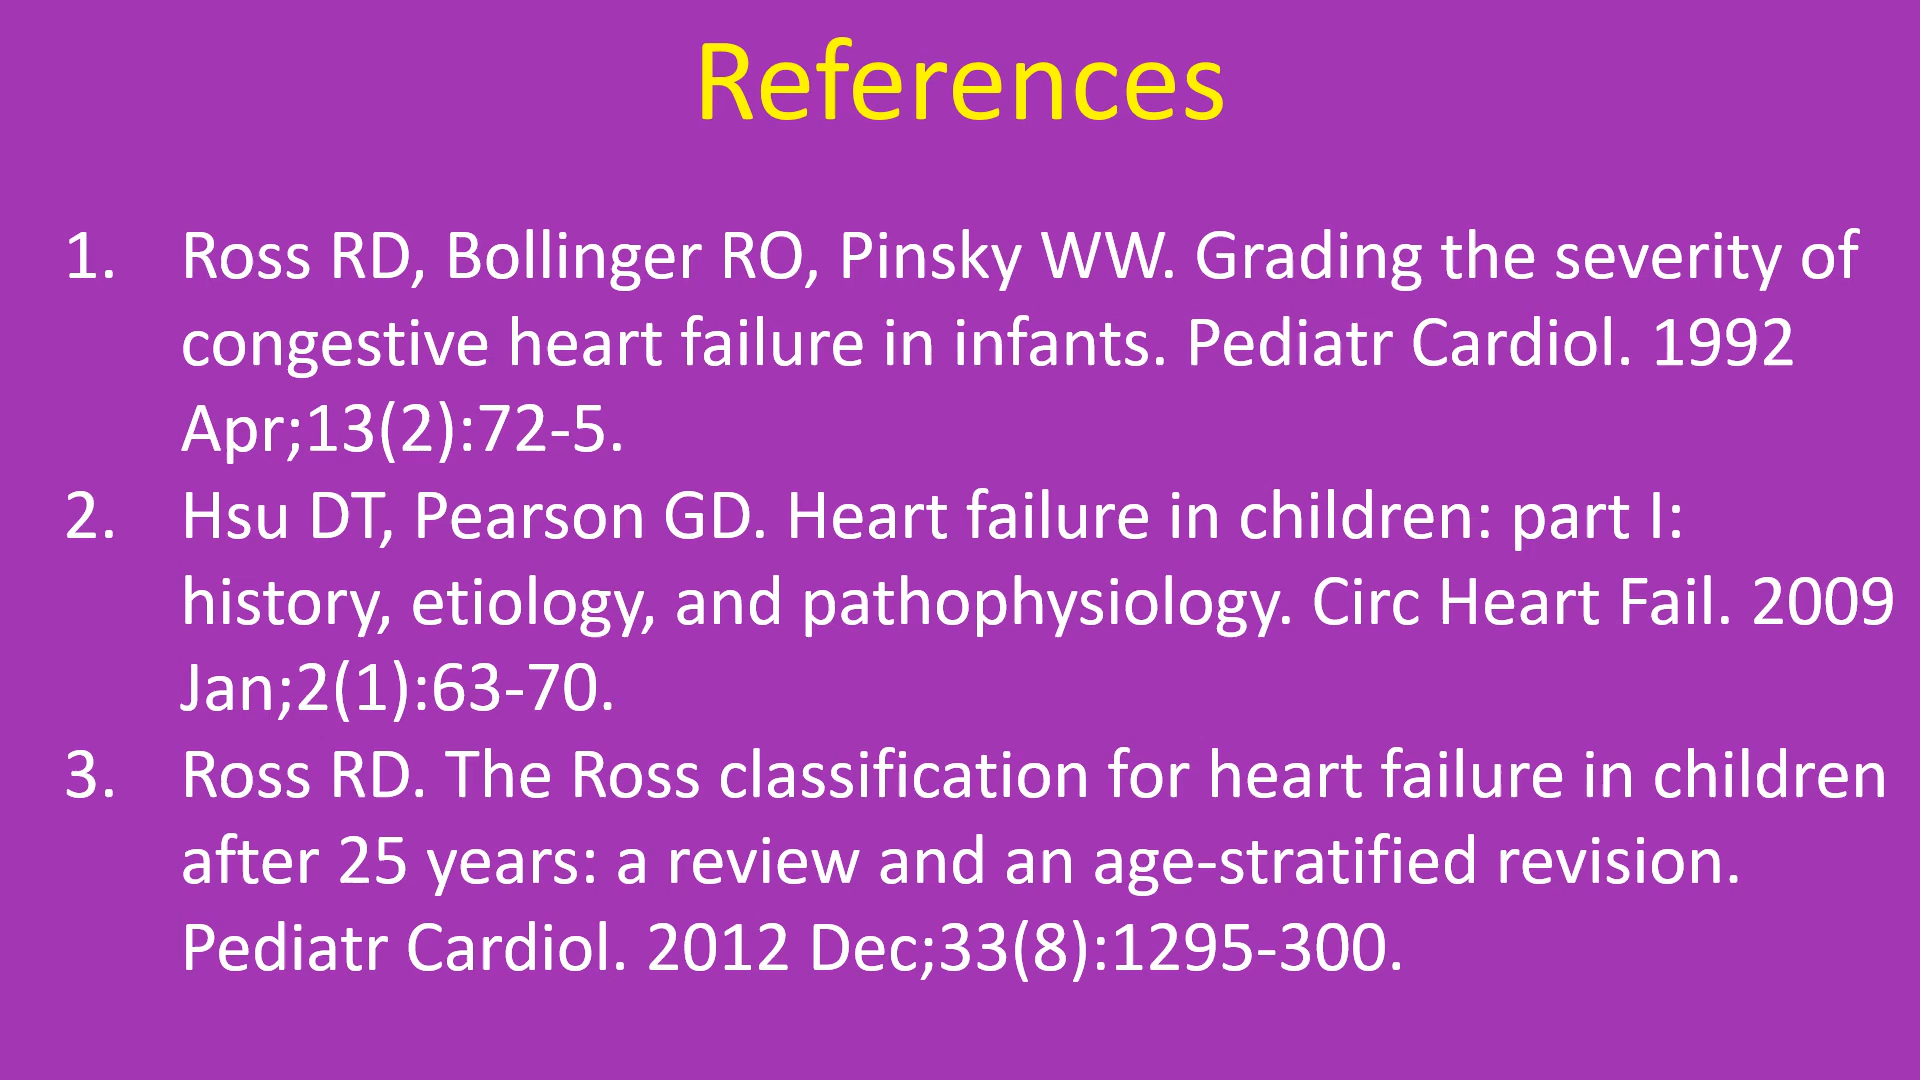 References
1. Ross RD, Bollinger RO, Pinsky WW. Grading the severity of
congestive heart failure in infants. Pediatr Cardiol. 1992
Apr;13(2):72-5.
2. Hsu DT, Pearson GD. Heart failure in children: part I:
history, etiology, and pathophysiology. Circ Heart Fail. 2009
Jan;2(1):63-70.
3. Ross RD. The Ross classification for heart failure in children
after 25 years: a review and an age-stratified revision.
Pediatr Cardiol. 2012 Dec;33(8):1295-300.